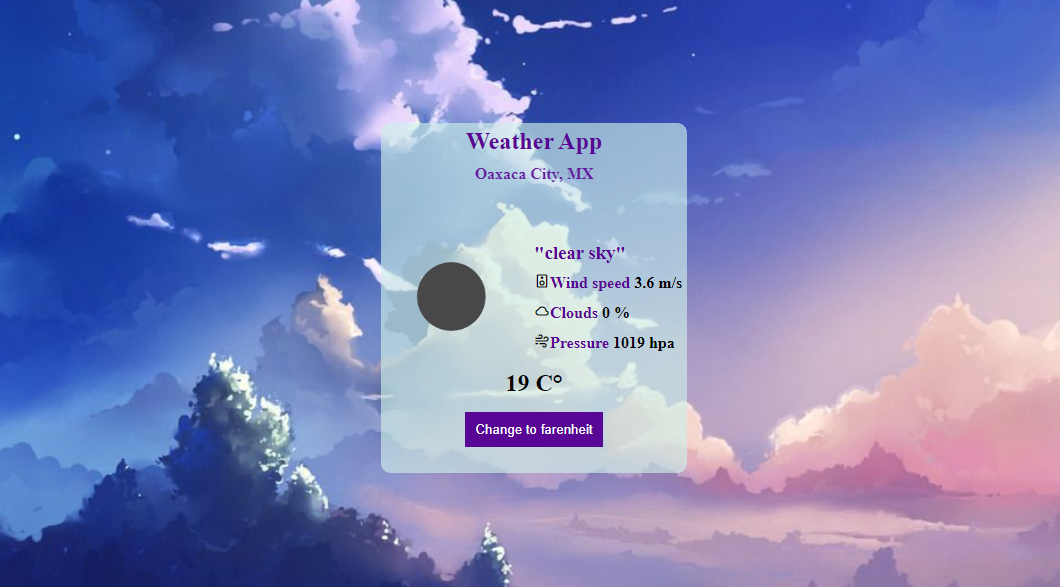 Weather App
Oaxaca City, MX
"clear sky"
Wind speed 3.6 m/s
Clouds 0 %
Pressure 1019 hpa
19 C°
Change to farenheit